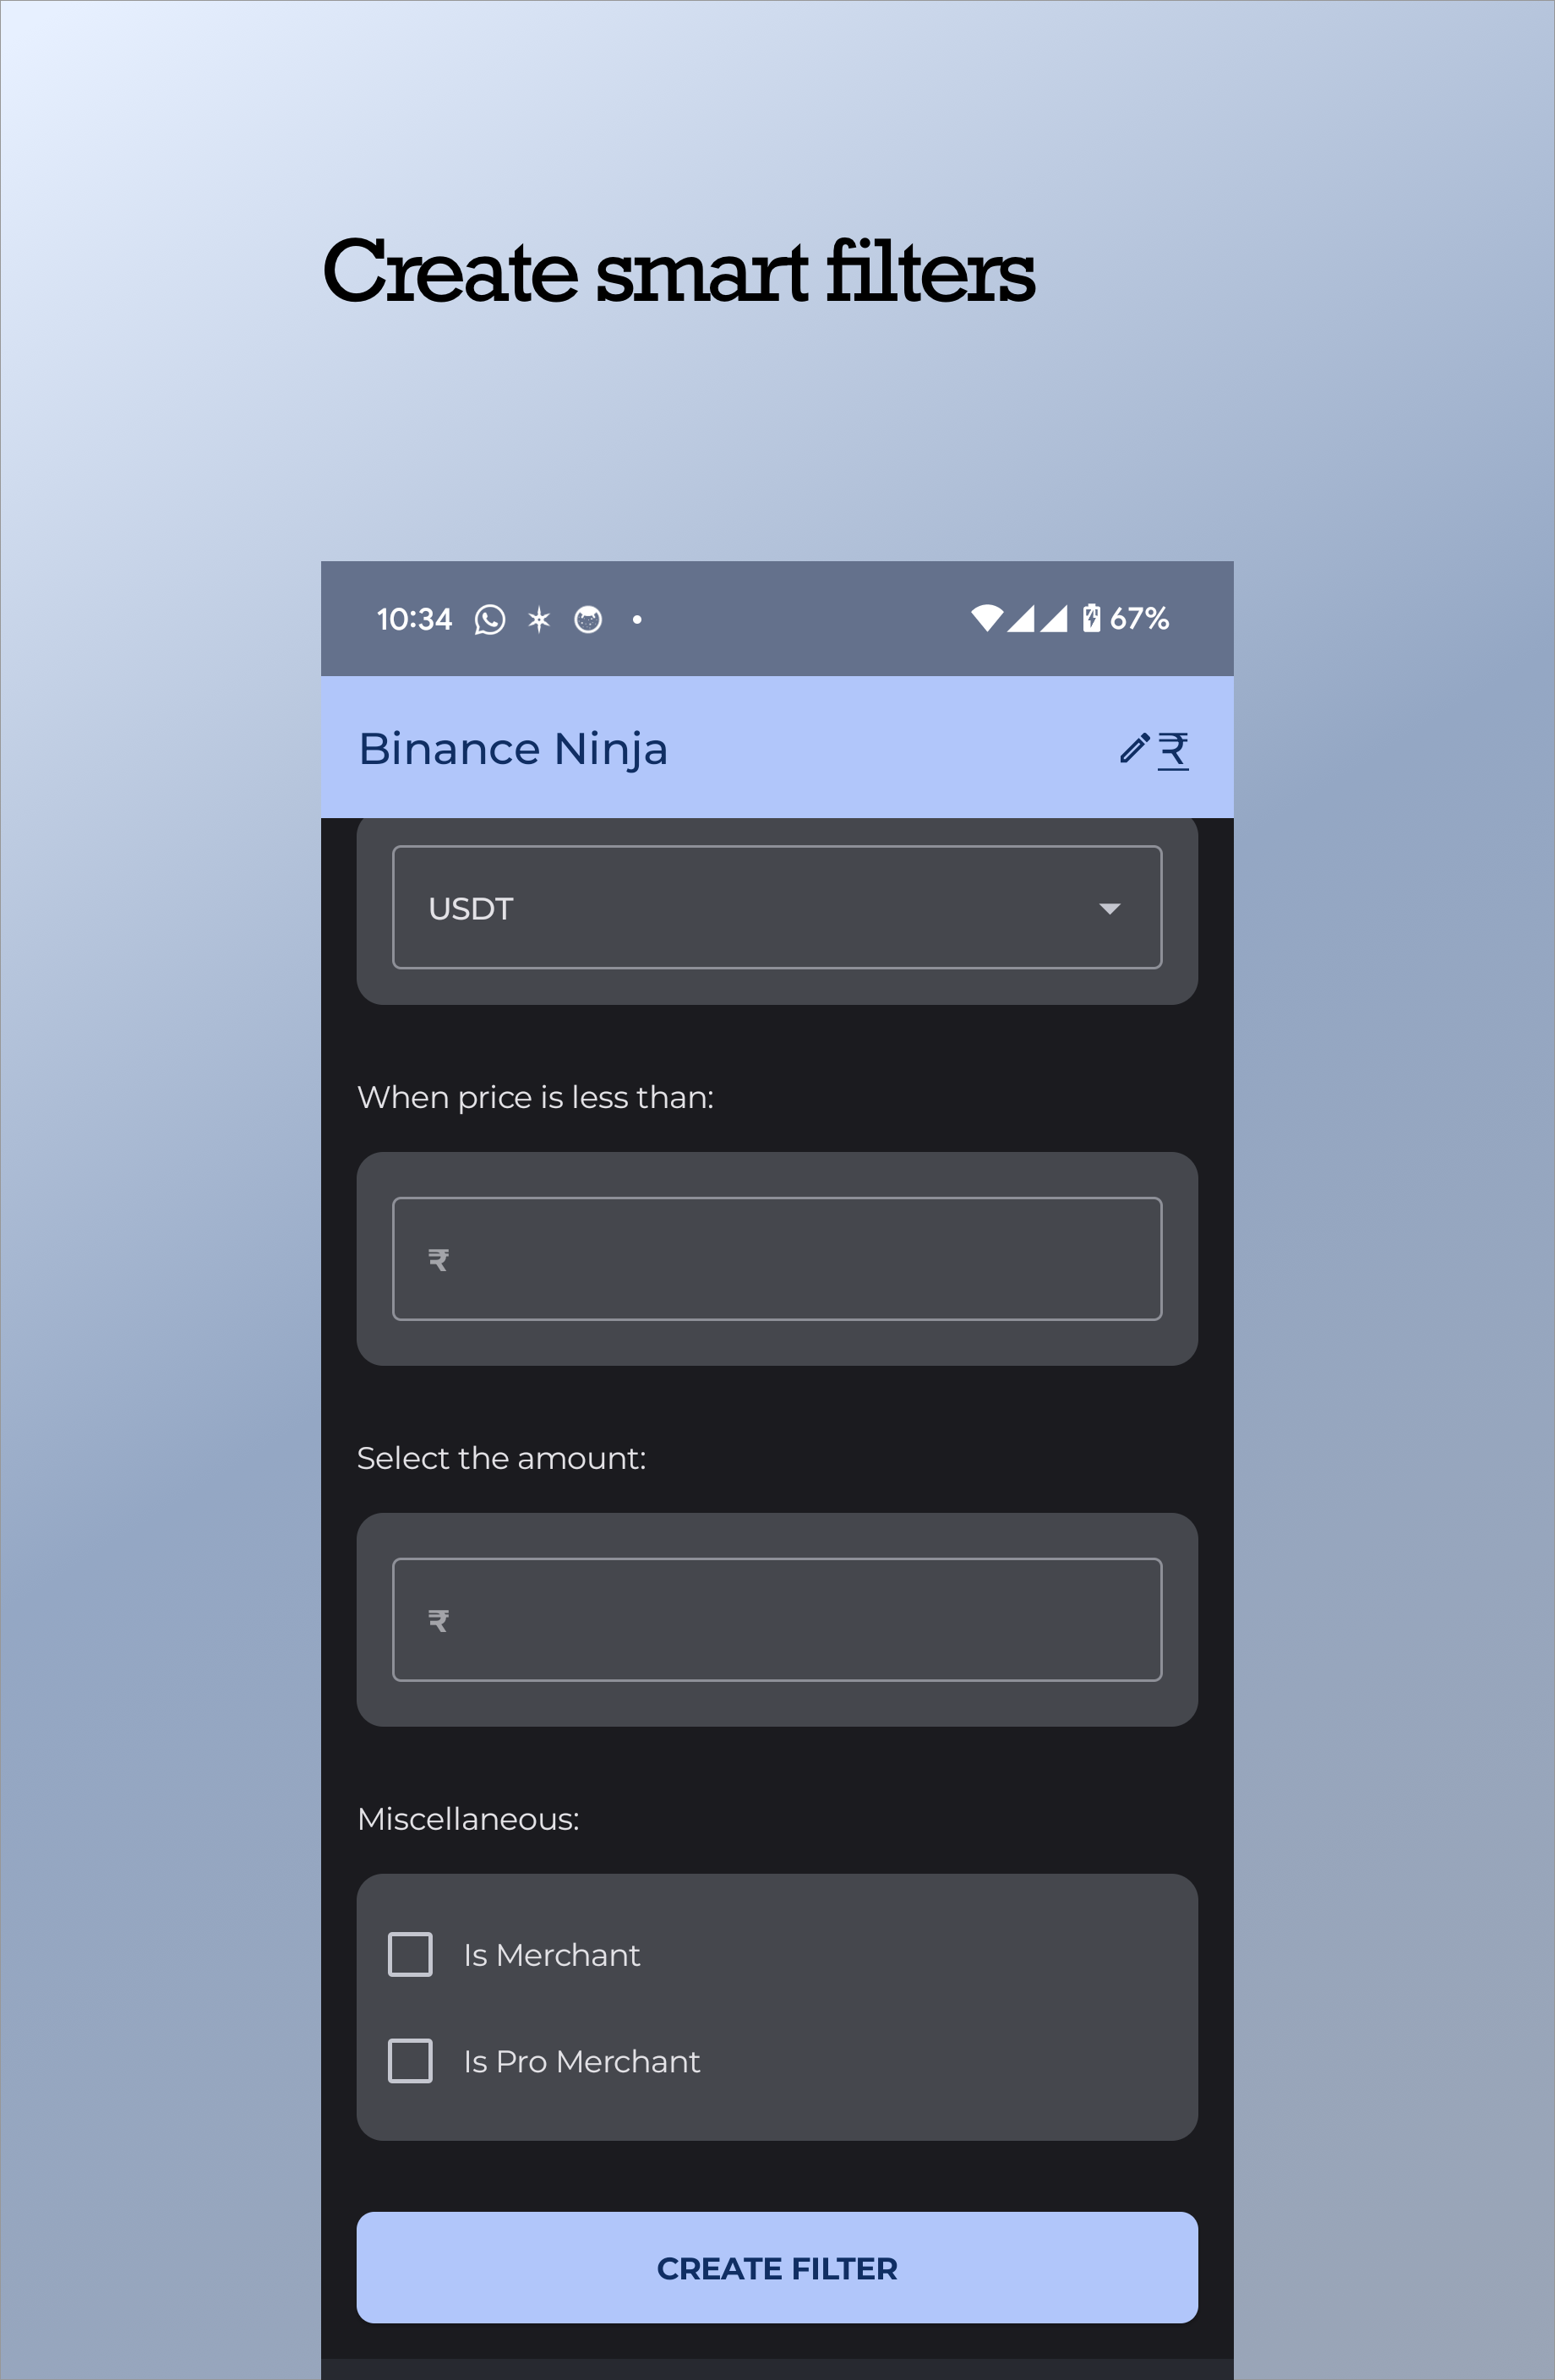 Create smart filters
10:34
67%
Binance Ninja
₹
USDT
When price is less than:
₹
Select the amount:
₹
Miscellaneous:
Is Merchant
Is Pro Merchant
CREATE FILTER